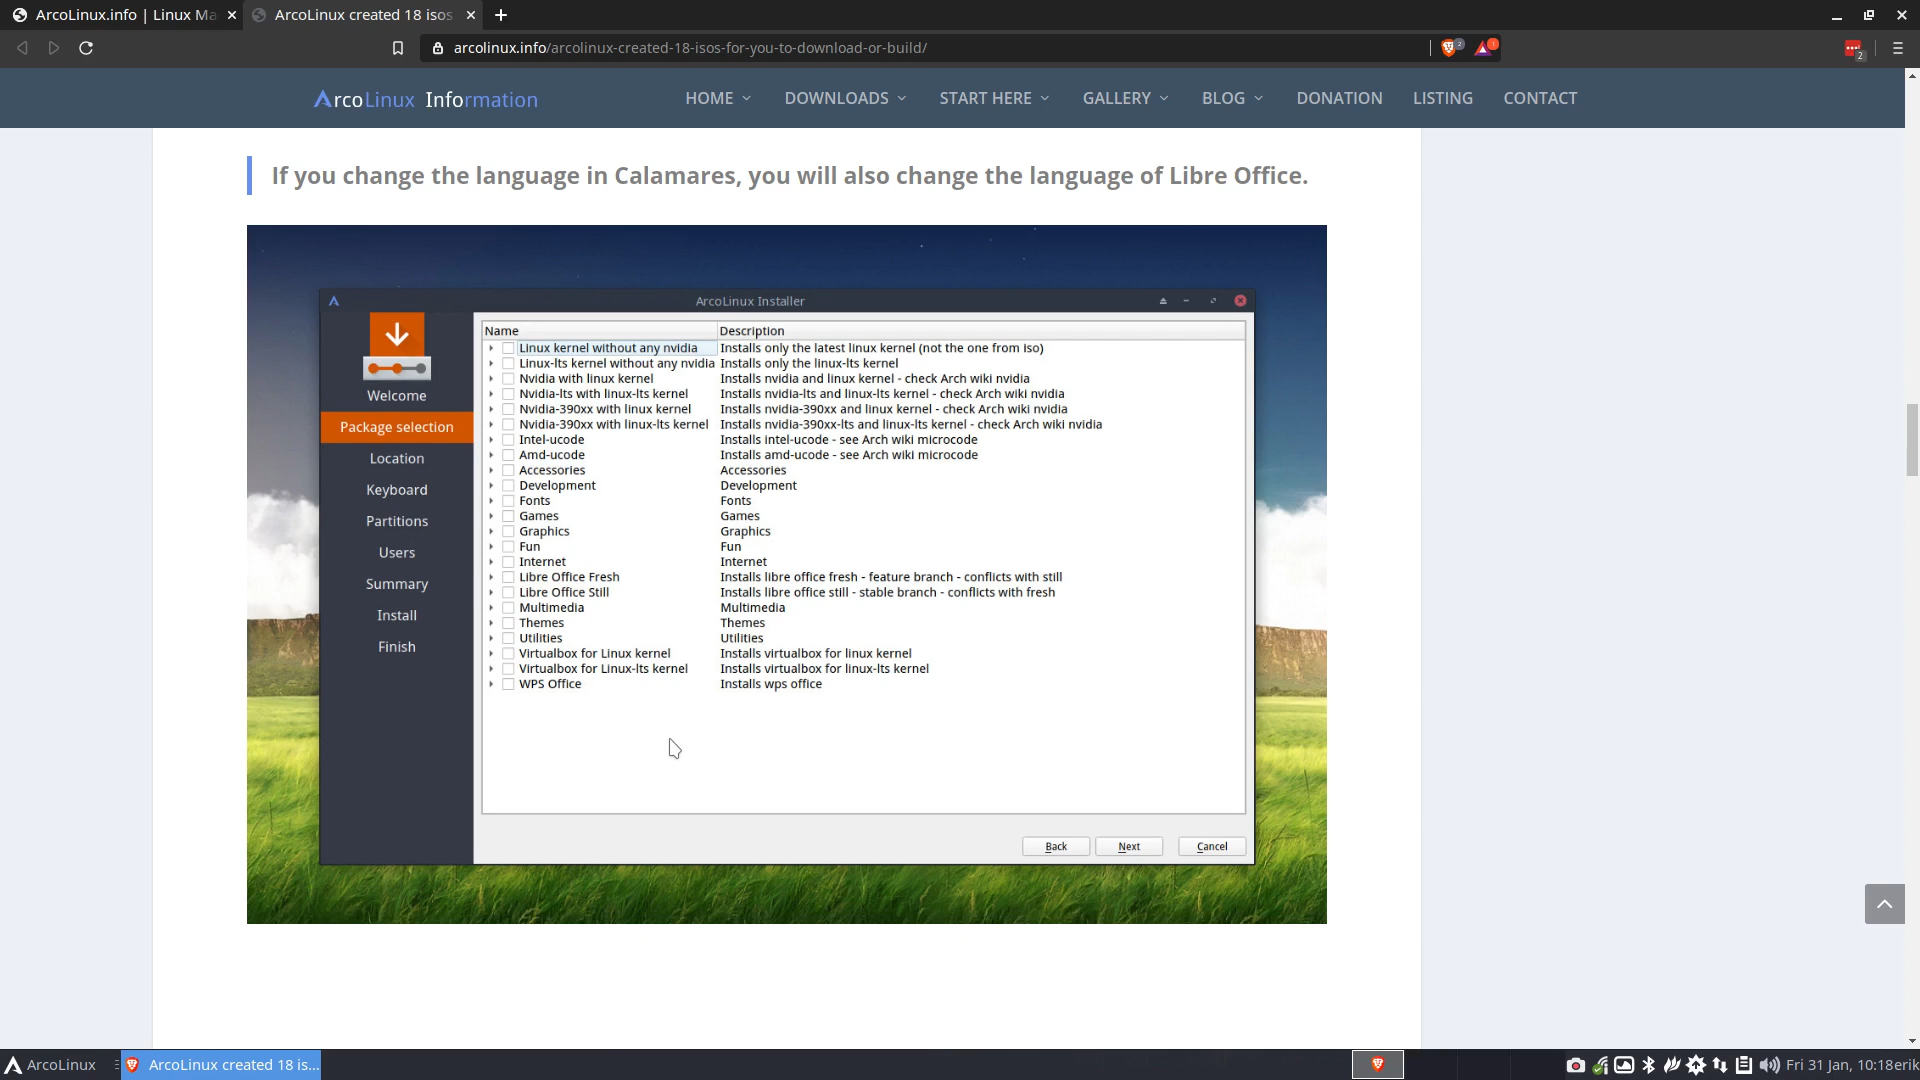 ArcoLinux.info | Linux Ma
ArcoLinux created 18 isos
arcolinux.info/arcolinux-created-18-isos-for-you-to-download-or-build/
2
1
2
ArcoLinux Information
HOME
DOWNLOADS
START HERE
GALLERY
BLOG
DONATION
LISTING
CONTACT
If you change the language in Calamares, you will also change the language of Libre Office.
ArcoLinux Installer
Welcome
Package selection
Location
Keyboard
Partitions
Users
Summary
Install
Finish
Name Description
Linux kernel without any nvidia Installs only the latest linux kernel (not the one from iso)
Linux-lts kernel without any nvidia Installs only the linux-lts kernel
Nvidia with linux kernel Installs nvidia and linux kernel - check Arch wiki nvidia
Nvidia-lts with linux-lts kernel Installs nvidia-lts and linux-lts kernel - check Arch wiki nvidia
Nvidia-390xx with linux kernel Installs nvidia-390xx and linux kernel - check Arch wiki nvidia
Nvidia-390xx with linux-lts kernel Installs nvidia-390xx-lts and linux-lts kernel - check Arch wiki nvidia
Intel-ucode Installs intel-ucode - see Arch wiki microcode
Amd-ucode Installs amd-ucode - see Arch wiki microcode
Accessories Accessories
Development Development
Fonts Fonts
Games Games
Graphics Graphics
Fun Fun
Internet Internet
Libre Office Fresh Installs libre office fresh - feature branch - conflicts with still
Libre Office Still Installs libre office still - stable branch - conflicts with fresh
Multimedia Multimedia
Themes Themes
Utilities Utilities
Virtualbox for Linux kernel Installs virtualbox for linux kernel
Virtualbox for Linux-lts kernel Installs virtualbox for linux-lts kernel
WPS Office Installs wps office
Back
Next
Cancel
ArcoLinux
ArcoLinux created 18 is...
Fri 31 Jan, 10:18erik